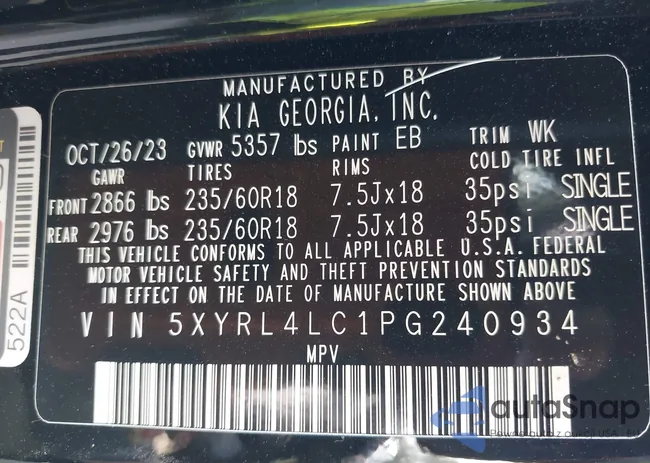 MANUFACTURED BY
KIA GEORGIA, INC.
OCT/26/23 GVWR 5357 lbs PAINT EB TRIM WK
GAWR TIRES RIMS COLD TIRE INFL
FRONT 2866 lbs 235/60R18 7.5Jx18 35psi SINGLE
REAR 2976 lbs 235/60R18 7.5Jx18 35psi SINGLE
THIS VEHICLE CONFORMS TO ALL APPLICABLE U.S.A. FEDERAL
MOTOR VEHICLE SAFETY AND THEFT PREVENTION STANDARDS
IN EFFECT ON THE DATE OF MANUFACTURE SHOWN ABOVE
VIN 5XYRL4LC1PG240934
MPV
522A
autoSnap